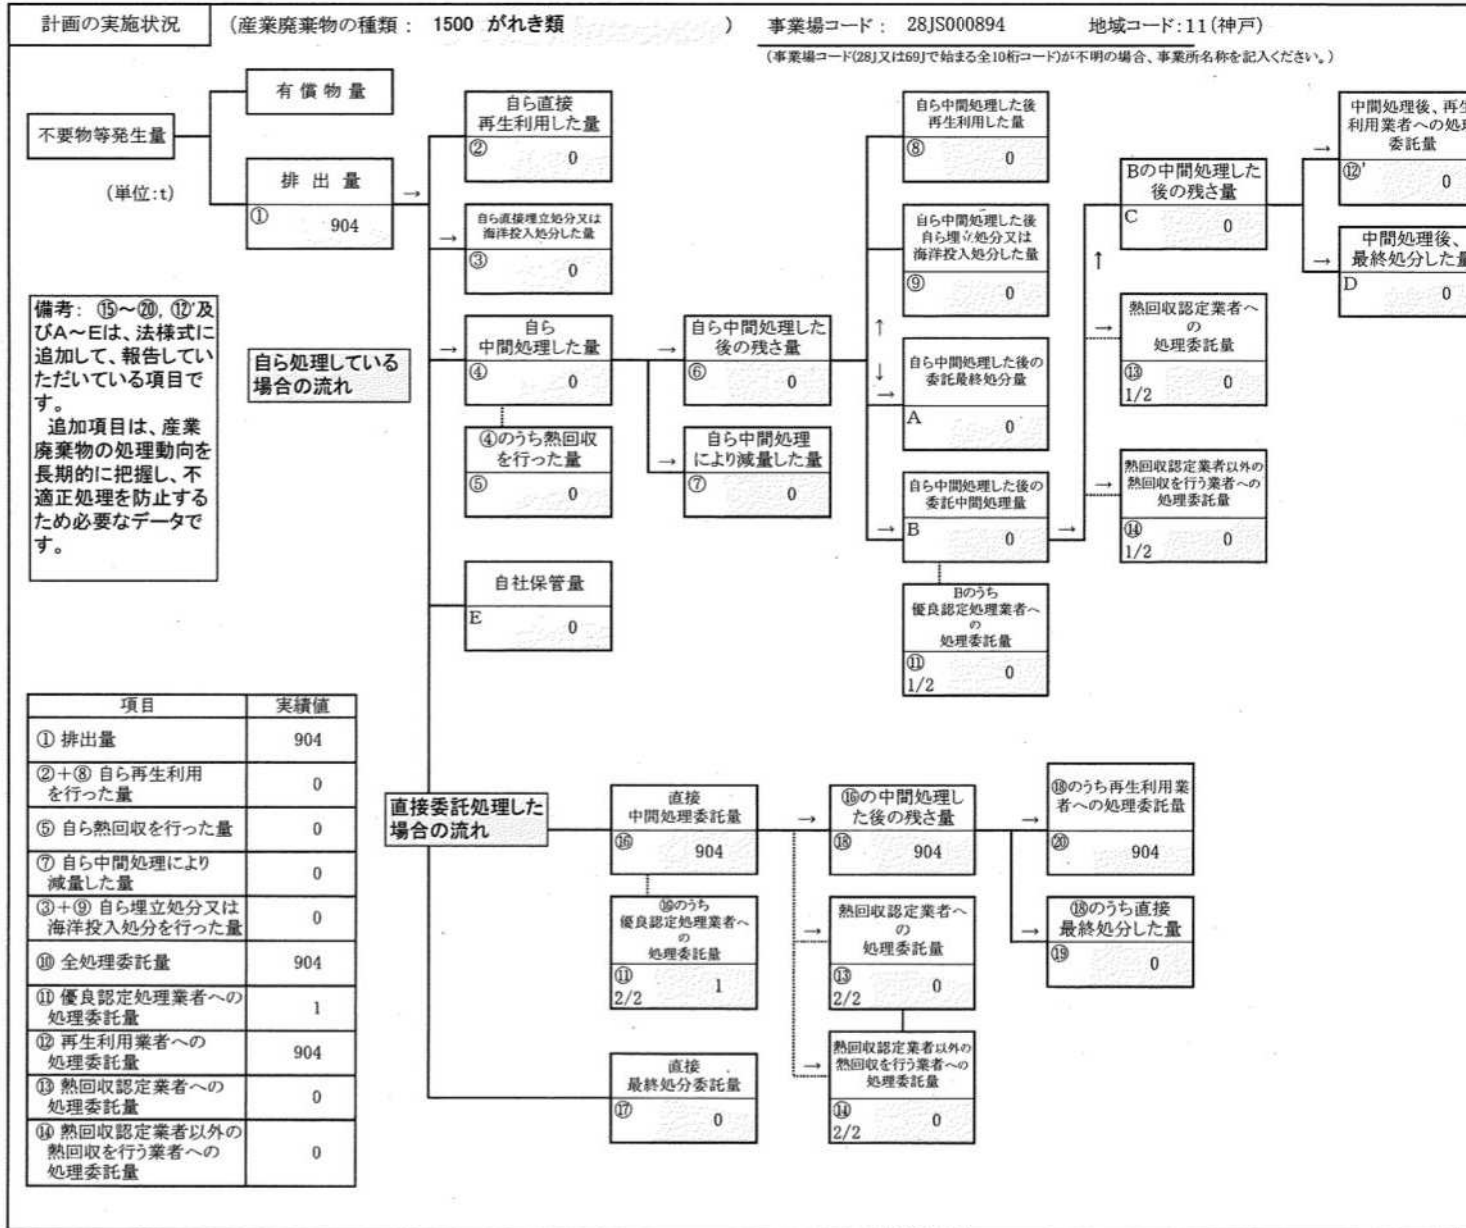 計画の実施状況 (産業廃棄物の種類: 1500 がれき類 ) 事業場コード: 28JS000894 地域コード:11(神戸)
(事業場コード(28J又は69Jで始まる全10桁コード)が不明の場合、事業所名称を記入ください。)
不要物等発生量
(単位:t)
有償物量
排出量
① 904
→
自ら直接
再生利用した量
② 0
→
自ら直接埋立処分又は
海洋投入処分した量
③ 0
→
自ら
中間処理した量
④ 0
④のうち熱回収
を行った量
⑤ 0
自社保管量
E 0
→
自ら中間処理した
後の残さ量
⑥ 0
→
自ら中間処理
により減量した量
⑦ 0
自ら中間処理した後
再生利用した量
⑧ 0
自ら中間処理した後
自ら埋立処分又は
海洋投入処分した量
⑨ 0
↑
↓
→
自ら中間処理した後の
委託最終処分量
A 0
→
自ら中間処理した後の
委託中間処理量
B 0
Bのうち
優良認定処理業者へ
の
処理委託量
⑪
1/2 0
→
↑
Bの中間処理した
後の残さ量
C 0
→
熱回収認定業者へ
の
処理委託量
⑬
1/2 0
→
熱回収認定業者以外の
熱回収を行う業者への
処理委託量
⑭
1/2 0
→
中間処理後、再生
利用業者への処理
委託量
⑫' 0
→
中間処理後、
最終処分した量
D 0
備考: ⑮~⑳, ⑫'及
びA~Eは、法様式に
追加して、報告してい
ただいている項目で
す。
追加項目は、産業
廃棄物の処理動向を
長期的に把握し、不
適正処理を防止する
ため必要なデータで
す。
自ら処理している
場合の流れ
項目 実績値
① 排出量 904
②+⑧ 自ら再生利用
を行った量 0
⑤ 自ら熱回収を行った量 0
⑦ 自ら中間処理により
減量した量 0
③+⑨ 自ら埋立処分又は
海洋投入処分を行った量 0
⑩ 全処理委託量 904
⑪ 優良認定処理業者への
処理委託量 1
⑫ 再生利用業者への
処理委託量 904
⑬ 熱回収認定業者への
処理委託量 0
⑭ 熱回収認定業者以外の
熱回収を行う業者への
処理委託量 0
直接委託処理した
場合の流れ
直接
中間処理委託量
⑯ 904
⑯のうち
優良認定処理業者へ
の
処理委託量
⑪
2/2 1
直接
最終処分委託量
⑰ 0
→
⑯の中間処理し
た後の残さ量
⑱ 904
→
熱回収認定業者へ
の
処理委託量
⑬
2/2 0
→
熱回収認定業者以外の
熱回収を行う業者への
処理委託量
⑭
2/2 0
→
⑱のうち再生利用業
者への処理委託量
⑳ 904
→
⑱のうち直接
最終処分した量
⑲ 0